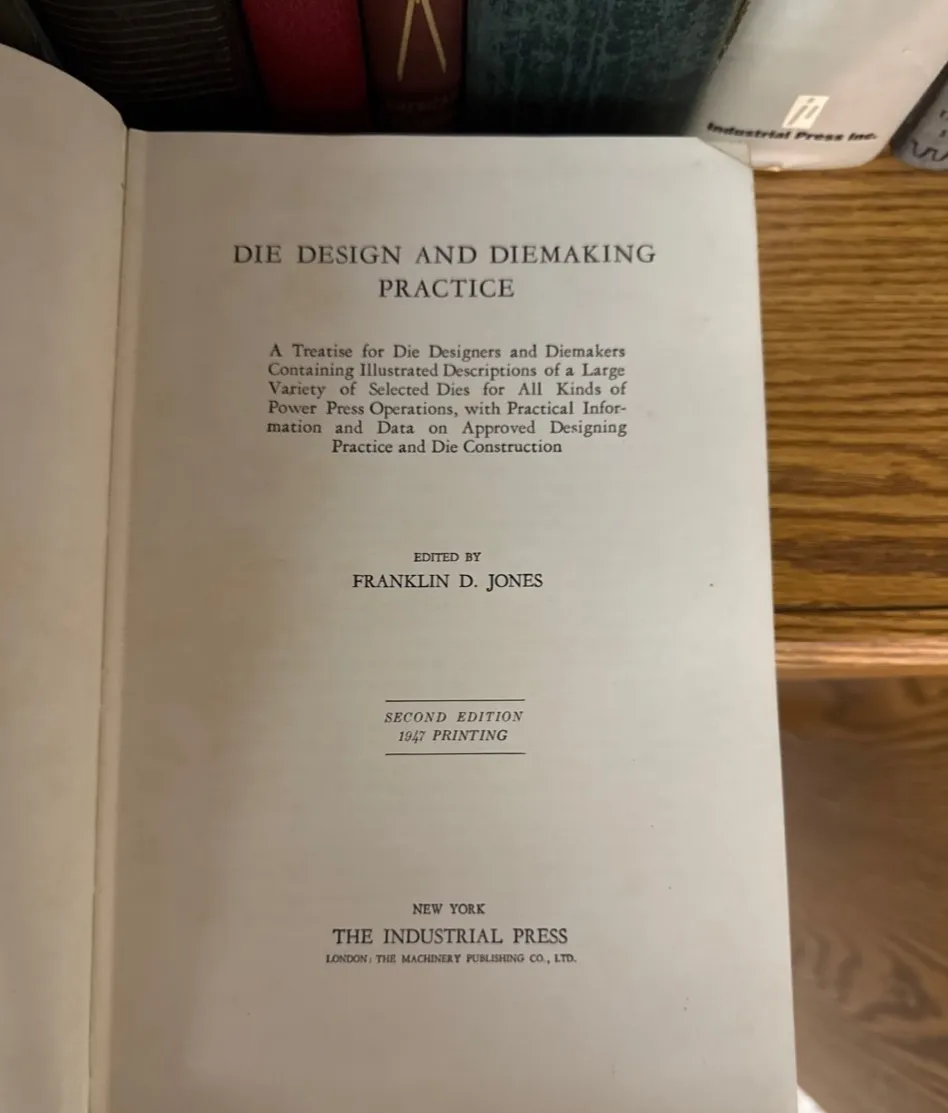 Industrial Press Inc.
DIE DESIGN AND DIEMAKING
PRACTICE
A Treatise for Die Designers and Diemakers
Containing Illustrated Descriptions of a Large
Variety of Selected Dies for All Kinds of
Power Press Operations, with Practical Infor-
mation and Data on Approved Designing
Practice and Die Construction
EDITED BY
FRANKLIN D. JONES
SECOND EDITION
1947 PRINTING
NEW YORK
THE INDUSTRIAL PRESS
LONDON: THE MACHINERY PUBLISHING CO., LTD.